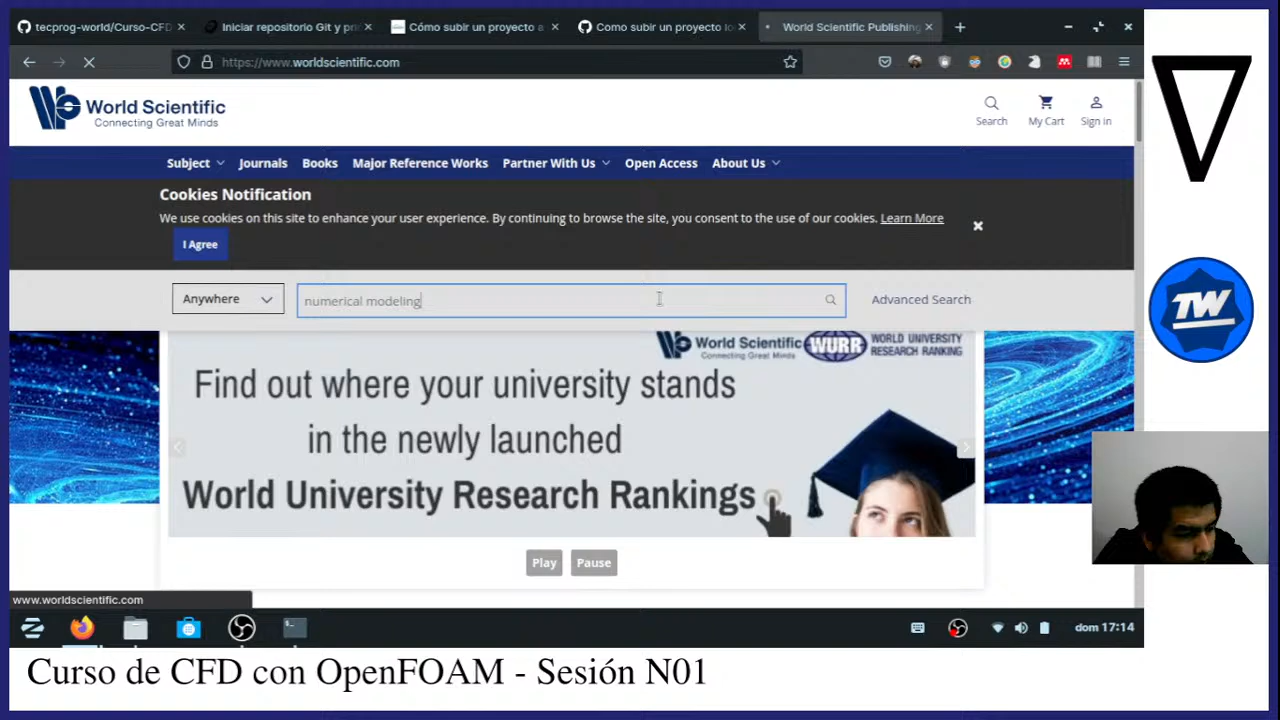 tecprog-world/Curso-CFD
Iniciar repositorio Git y pri
Cómo subir un proyecto a
Como subir un proyecto lo
World Scientific Publishing
https://www.worldscientific.com
World Scientific
Connecting Great Minds
Search
My Cart
Sign in
Subject
Journals
Books
Major Reference Works
Partner With Us
Open Access
About Us
Cookies Notification
We use cookies on this site to enhance your user experience. By continuing to browse the site, you consent to the use of our cookies. Learn More
I Agree
Anywhere
numerical modeling
Advanced Search
World Scientific
Connecting Great Minds
WURR
WORLD UNIVERSITY
RESEARCH RANKING
Find out where your university stands
in the newly launched
World University Research Rankings
Play
Pause
www.worldscientific.com
dom 17:14
TW
Curso de CFD con OpenFOAM - Sesión N01